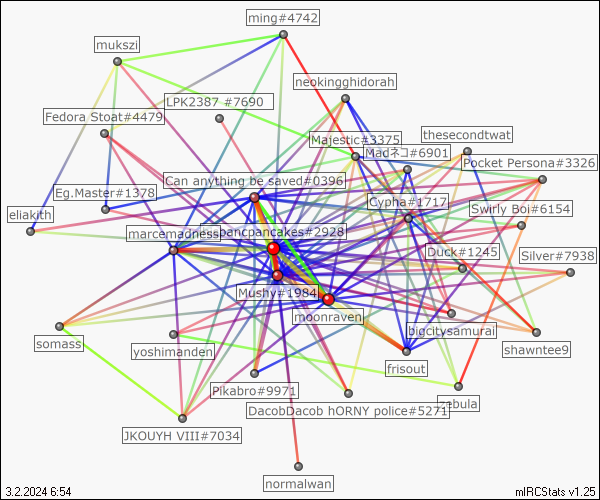 ming#4742
mukszi
neokingghidorah
LPK2387 #7690
Fedora Stoat#4479
Majestic#3375
thesecondtwat
Madネコ#6901
Pocket Persona#3326
Can anything be saved#0396
Eg.Master#1378
Cypha#1717
Swirly Boi#6154
eliakith
marcemadness
pencpancakes#2928
Duck#1245
Silver#7938
Mushy#1984
moonraven
bigcitysamurai
somass
yoshimanden
shawntee9
frisout
Pikabro#9971
zebula
DacobDacob hORNY police#5271
JKOUYH VIII#7034
normalwan
3.2.2024 6:54
mIRCStats v1.25